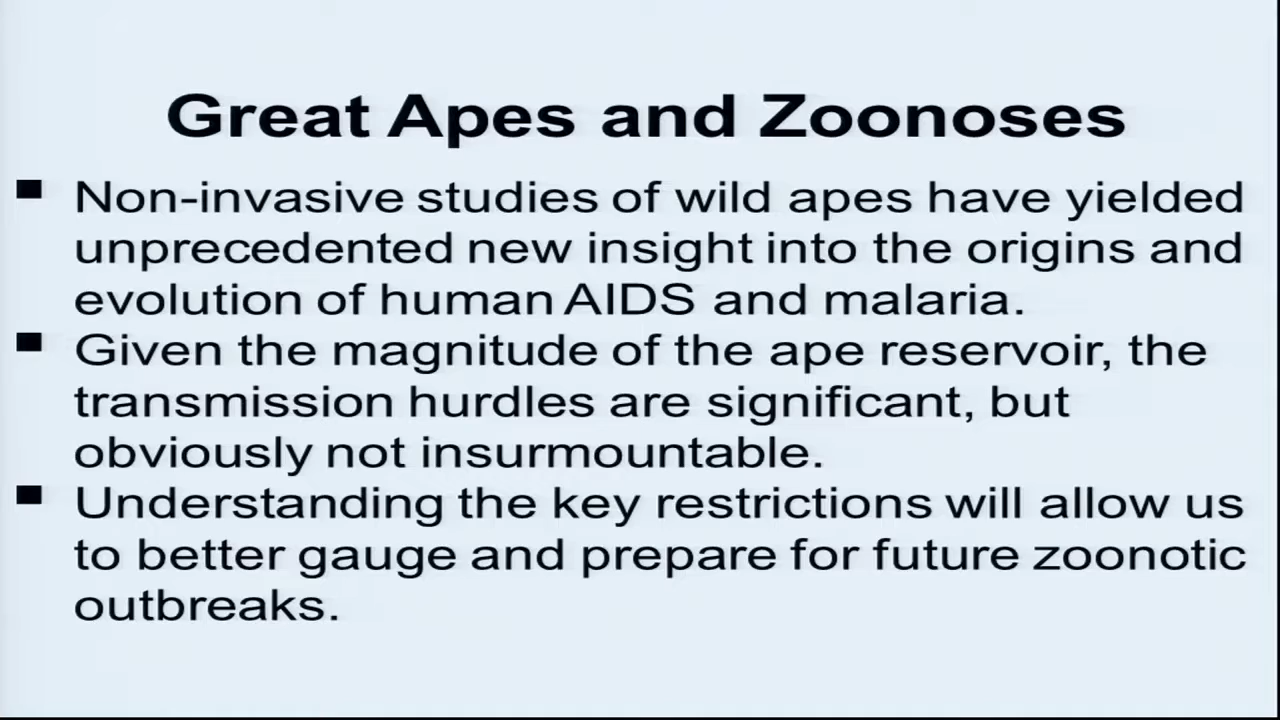 Great Apes and Zoonoses
▪ Non-invasive studies of wild apes have yielded
unprecedented new insight into the origins and
evolution of human AIDS and malaria.
▪ Given the magnitude of the ape reservoir, the
transmission hurdles are significant, but
obviously not insurmountable.
▪ Understanding the key restrictions will allow us
to better gauge and prepare for future zoonotic
outbreaks.